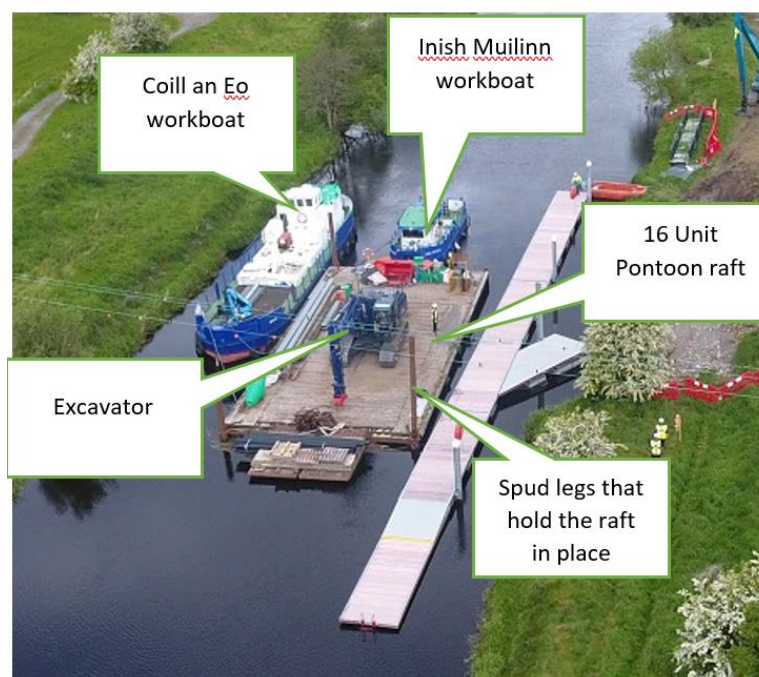 Coill an Eo
workboat
Inish Muilinn
workboat
16 Unit
Pontoon raft
Excavator
Spud legs that
hold the raft
in place